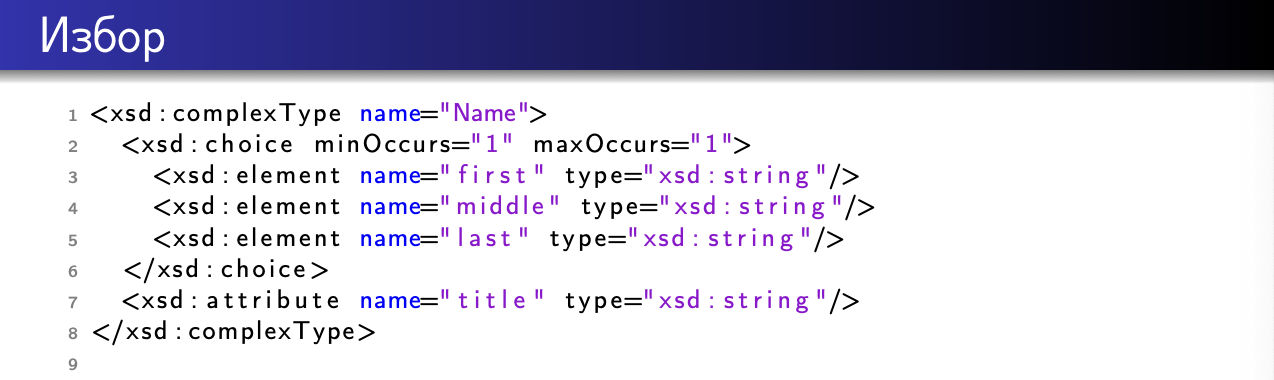 Избор
1 <xsd:complexType name="Name">
2 <xsd:choice minOccurs="1" maxOccurs="1">
3 <xsd:element name="first" type="xsd:string"/>
4 <xsd:element name="middle" type="xsd:string"/>
5 <xsd:element name="last" type="xsd:string"/>
6 </xsd:choice>
7 <xsd:attribute name="title" type="xsd:string"/>
8 </xsd:complexType>
9